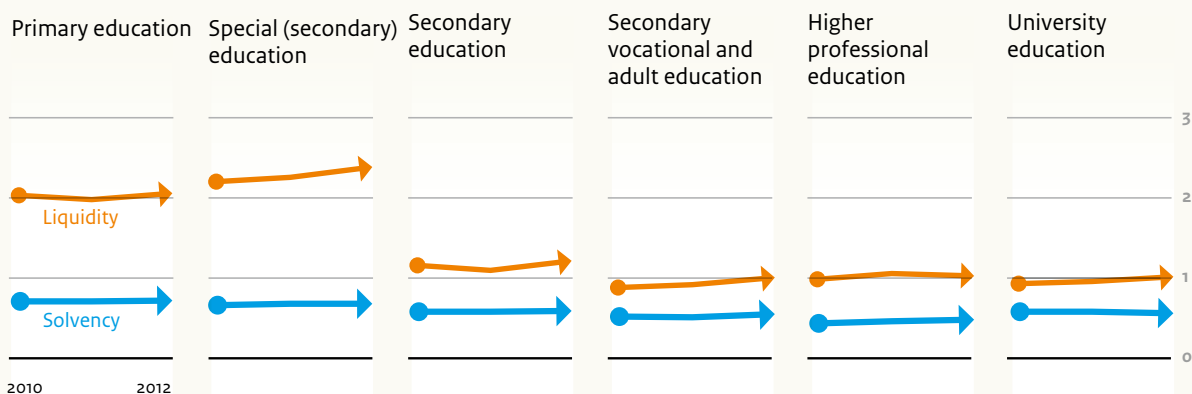 Primary education
Special (secondary)
education
Secondary
education
Secondary
vocational and
adult education
Higher
professional
education
University
education
3
2
1
0
Liquidity
Solvency
2010
2012